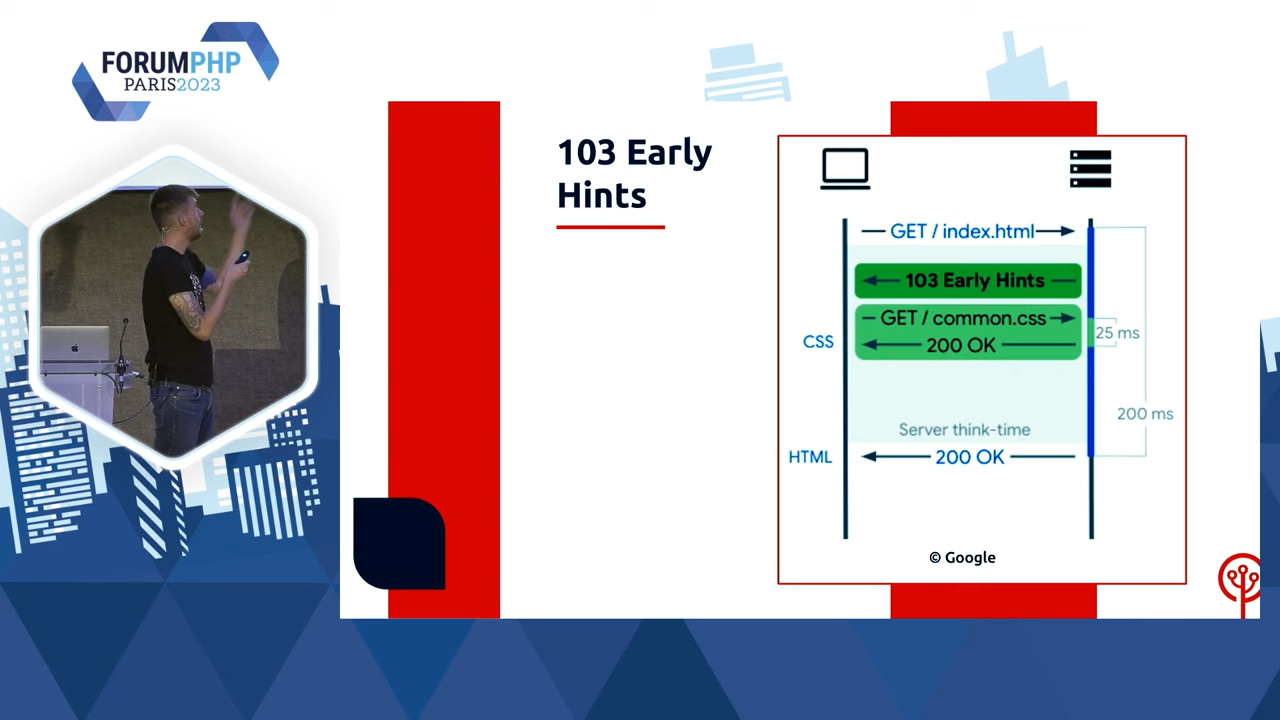 FORUMPHP
PARIS2023
103 Early
Hints
GET / index.html
103 Early Hints
GET / common.css
CSS
200 OK
25 ms
200 ms
Server think-time
HTML
200 OK
© Google